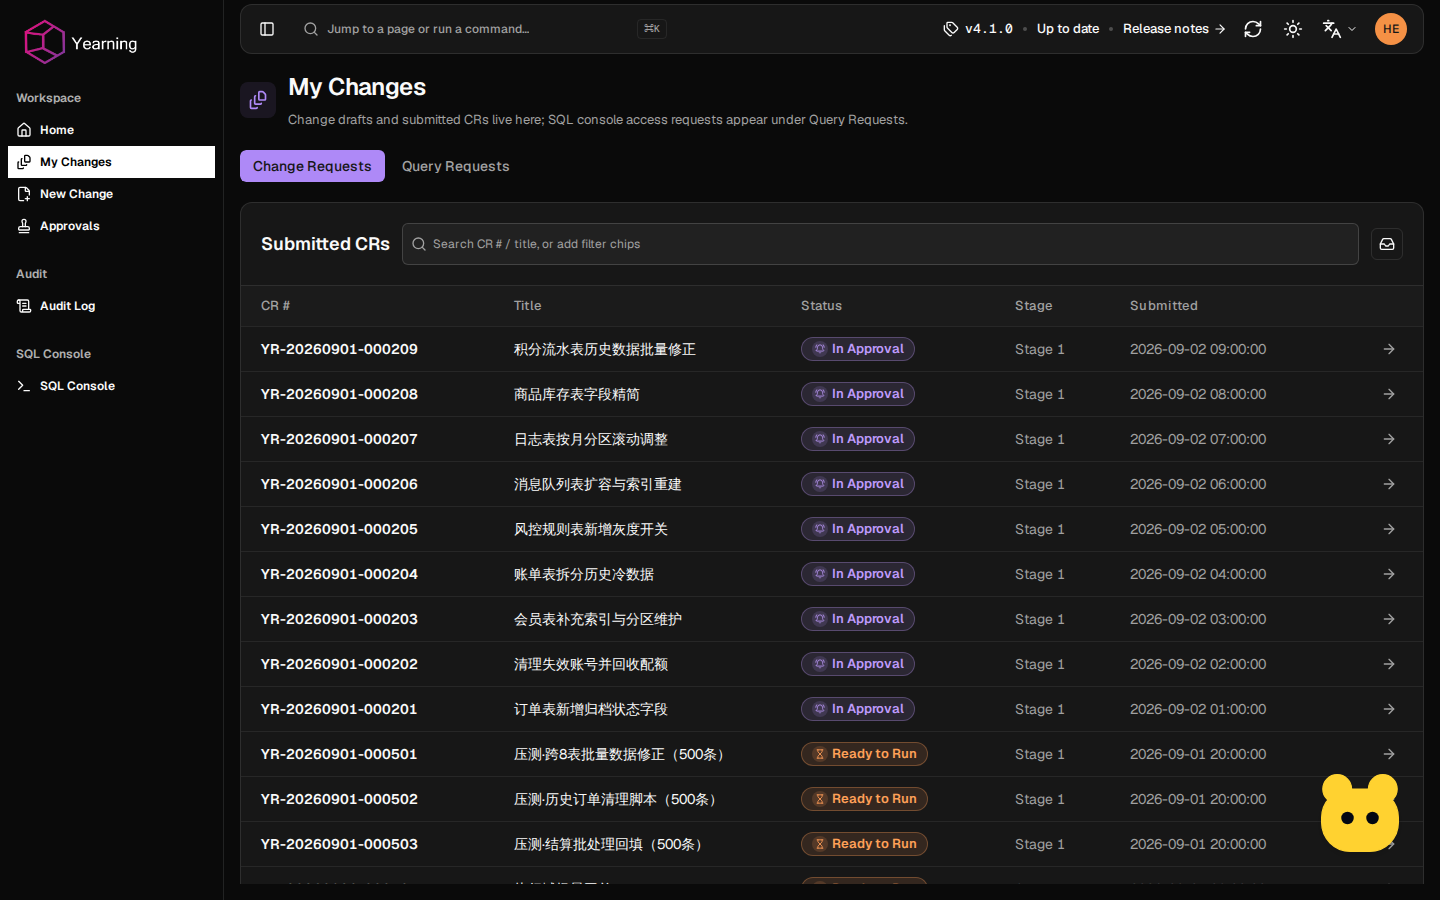 Yearning
Jump to a page or run a command...
⌘K
v4.1.0 • Up to date • Release notes →
HE
Workspace
Home
My Changes
New Change
Approvals
Audit
Audit Log
SQL Console
SQL Console
My Changes
Change drafts and submitted CRs live here; SQL console access requests appear under Query Requests.
Change Requests
Query Requests
Submitted CRs
Search CR # / title, or add filter chips
CR # Title Status Stage Submitted
YR-20260901-000209 积分流水表历史数据批量修正 In Approval Stage 1 2026-09-02 09:00:00
YR-20260901-000208 商品库存表字段精简 In Approval Stage 1 2026-09-02 08:00:00
YR-20260901-000207 日志表按月分区滚动调整 In Approval Stage 1 2026-09-02 07:00:00
YR-20260901-000206 消息队列表扩容与索引重建 In Approval Stage 1 2026-09-02 06:00:00
YR-20260901-000205 风控规则表新增灰度开关 In Approval Stage 1 2026-09-02 05:00:00
YR-20260901-000204 账单表拆分历史冷数据 In Approval Stage 1 2026-09-02 04:00:00
YR-20260901-000203 会员表补充索引与分区维护 In Approval Stage 1 2026-09-02 03:00:00
YR-20260901-000202 清理失效账号并回收配额 In Approval Stage 1 2026-09-02 02:00:00
YR-20260901-000201 订单表新增归档状态字段 In Approval Stage 1 2026-09-02 01:00:00
YR-20260901-000501 压测-跨8表批量数据修正（500条） Ready to Run Stage 1 2026-09-01 20:00:00
YR-20260901-000502 压测-历史订单清理脚本（500条） Ready to Run Stage 1 2026-09-01 20:00:00
YR-20260901-000503 压测-结算批处理回填（500条） Ready to Run Stage 1 2026-09-01 20:00:00